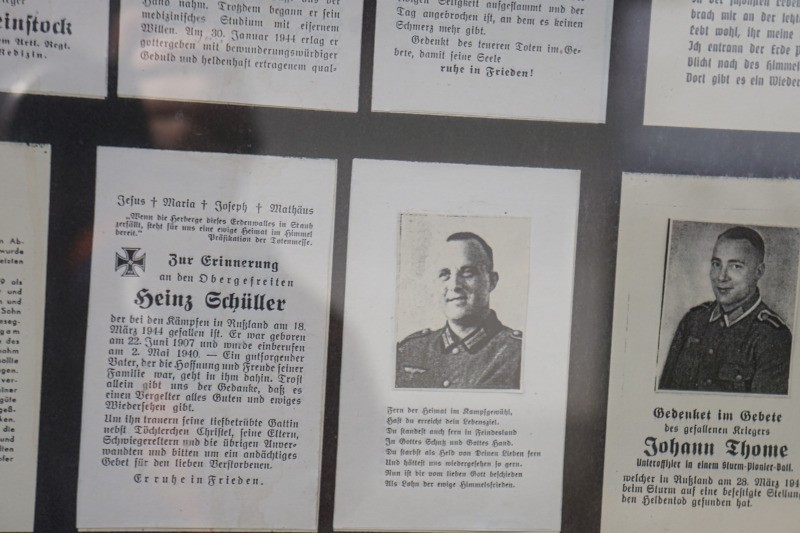 einstock
m Artl. Regt.
Medizin.
Hand nahm. Trotzdem begann er sein
medizinisches Studium mit eisernem
Willen. Am 30. Januar 1944 erlag er
gottergeben mit bewunderungswürdiger
Geduld und heldenhaft ertragenem qual-
Seligkeit aufgestammt und der
Tag angebrochen ist, an dem es keinen
Schmerz mehr gibt.
Gedenkt des teueren Toten im Ge-
bete, damit seine Seele
ruhe in Frieden!
brach mir an der letzt
Lebt wohl, ihr meine
Ich entrann der Erde
Blickt nach des Himmel
Dort gibt es ein Wieder
Jesus † Maria † Joseph † Mathäus
„Wenn die Herberge dieses Erdenwalles in Staub
zerfällt, steht für uns eine ewige Heimat im Himmel
bereit.“ Präfikation der Totenmesse.
Zur Erinnerung
an den Obergefreiten
Heinz Schüller
der bei den Kämpfen in Rußland am 18.
März 1944 gefallen ist. Er war geboren
am 22. Juni 1907 und wurde einberufen
am 2. Mai 1940. — Ein gutsorgender
Vater, der die Hoffnung und Freude seiner
Familie war, geht in ihm dahin. Trost
allein gibt uns der Gedanke, daß es
einen Vergelter alles Guten und ewiges
Wiedersehen gibt.
Um ihn trauern seine tiefbetrübte Gattin
nebst Töchterchen Christel, seine Eltern,
Schwiegereltern und die übrigen Anver-
wandten und bitten um ein andächtiges
Gebet für den lieben Verstorbenen.
Er ruhe in Frieden.
Fern der Heimat im Kampfgewühl,
Hast du erreicht dein Lebensziel.
Du standest auch fern in Feindesland
In Gottes Schutz und Gottes Hand.
Du starbst als Held von Deinen Lieben fern
Und hättest uns wiedergesehen so gern.
Nun ist dir vom lieben Gott beschieden
Als Lohn der ewige Himmelsfrieden.
Gedenket im Gebete
des gefallenen Kriegers
Johann Thome
Unteroffizier in einem Sturm-Pionier-Batl.
welcher in Rußland am 28. März 194
beim Sturm auf eine befestigte Stellung
den Heldentod gefunden hat.